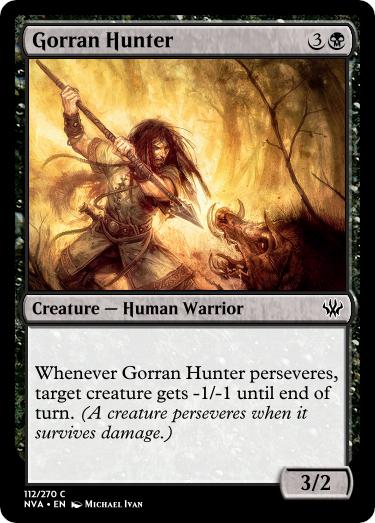 Gorran Hunter 3
Creature — Human Warrior
Whenever Gorran Hunter perseveres,
target creature gets -1/-1 until end of
turn. (A creature perseveres when it
survives damage.)
3/2
112/270 C
NVA • EN Michael Ivan